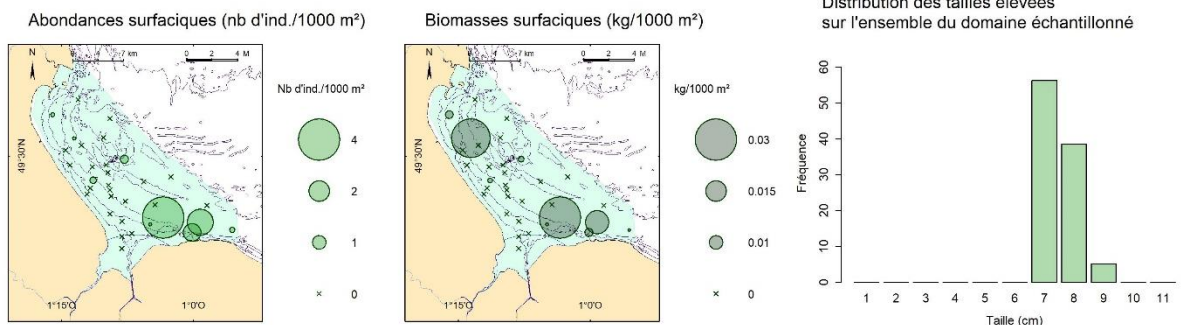 Abondances surfaciques (nb d'ind./1000 m²)
N
7 km
0 2 4 M
49°30'N
1°15'O
1°0'O
Nb d'ind./1000 m²
4
2
1
0
Biomasses surfaciques (kg/1000 m²)
N
7 km
0 2 4 M
49°30'N
1°15'O
1°0'O
kg/1000 m²
0.03
0.015
0.01
0
Distribution des tailles élevées
sur l'ensemble du domaine échantillonné
Fréquence
60
50
40
30
20
10
0
1 2 3 4 5 6 7 8 9 10 11
Taille (cm)